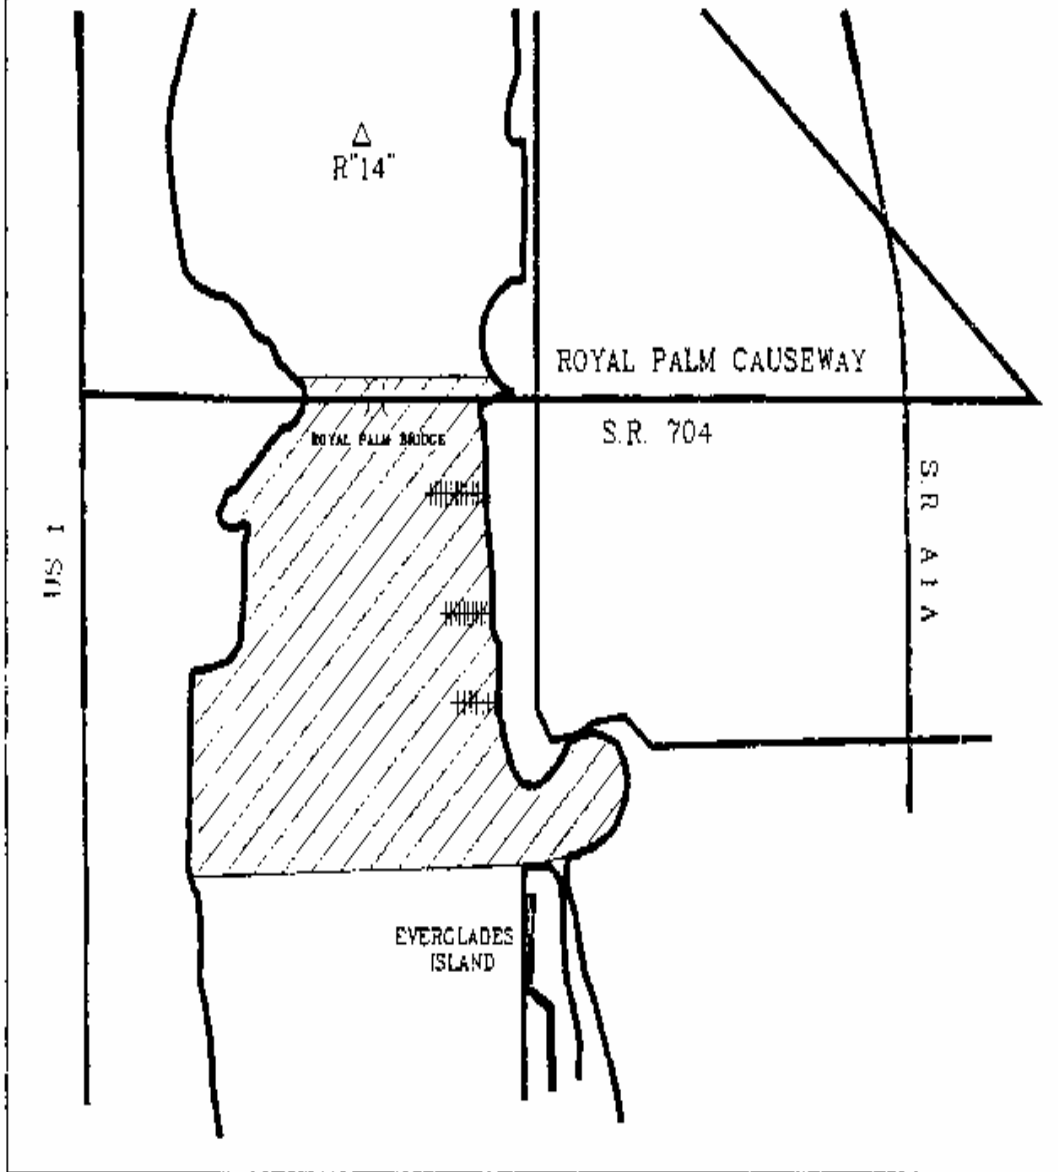 R"14"
ROYAL PALM CAUSEWAY
S.R. 704
ROYAL PALM BRIDGE
US 1
S.R. A1A
EVERGLADES
ISLAND